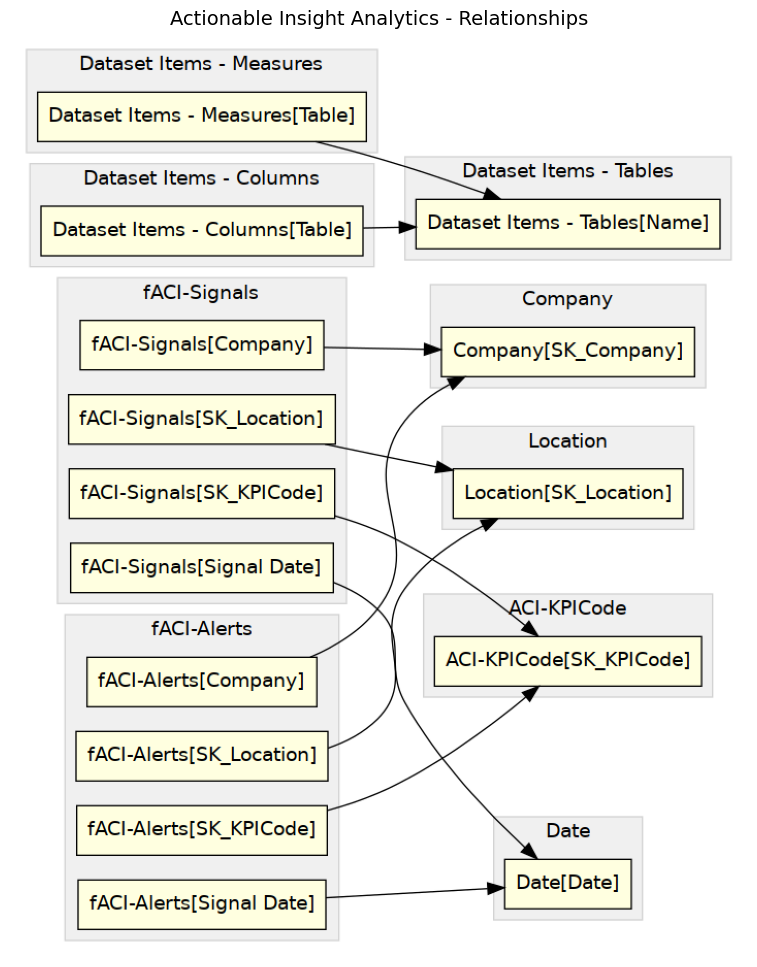 Actionable Insight Analytics - Relationships
Dataset Items - Measures
Dataset Items - Measures[Table]
Dataset Items - Columns
Dataset Items - Columns[Table]
Dataset Items - Tables
Dataset Items - Tables[Name]
fACI-Signals
fACI-Signals[Company]
fACI-Signals[SK_Location]
fACI-Signals[SK_KPICode]
fACI-Signals[Signal Date]
Company
Company[SK_Company]
Location
Location[SK_Location]
ACI-KPICode
ACI-KPICode[SK_KPICode]
fACI-Alerts
fACI-Alerts[Company]
fACI-Alerts[SK_Location]
fACI-Alerts[SK_KPICode]
fACI-Alerts[Signal Date]
Date
Date[Date]